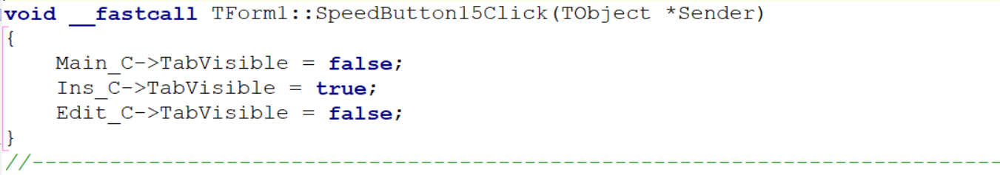 void __fastcall TForm1::SpeedButton15Click(TObject *Sender)
{
    Main_C->TabVisible = false;
    Ins_C->TabVisible = true;
    Edit_C->TabVisible = false;
}
//---------------------------------------------------------------------------